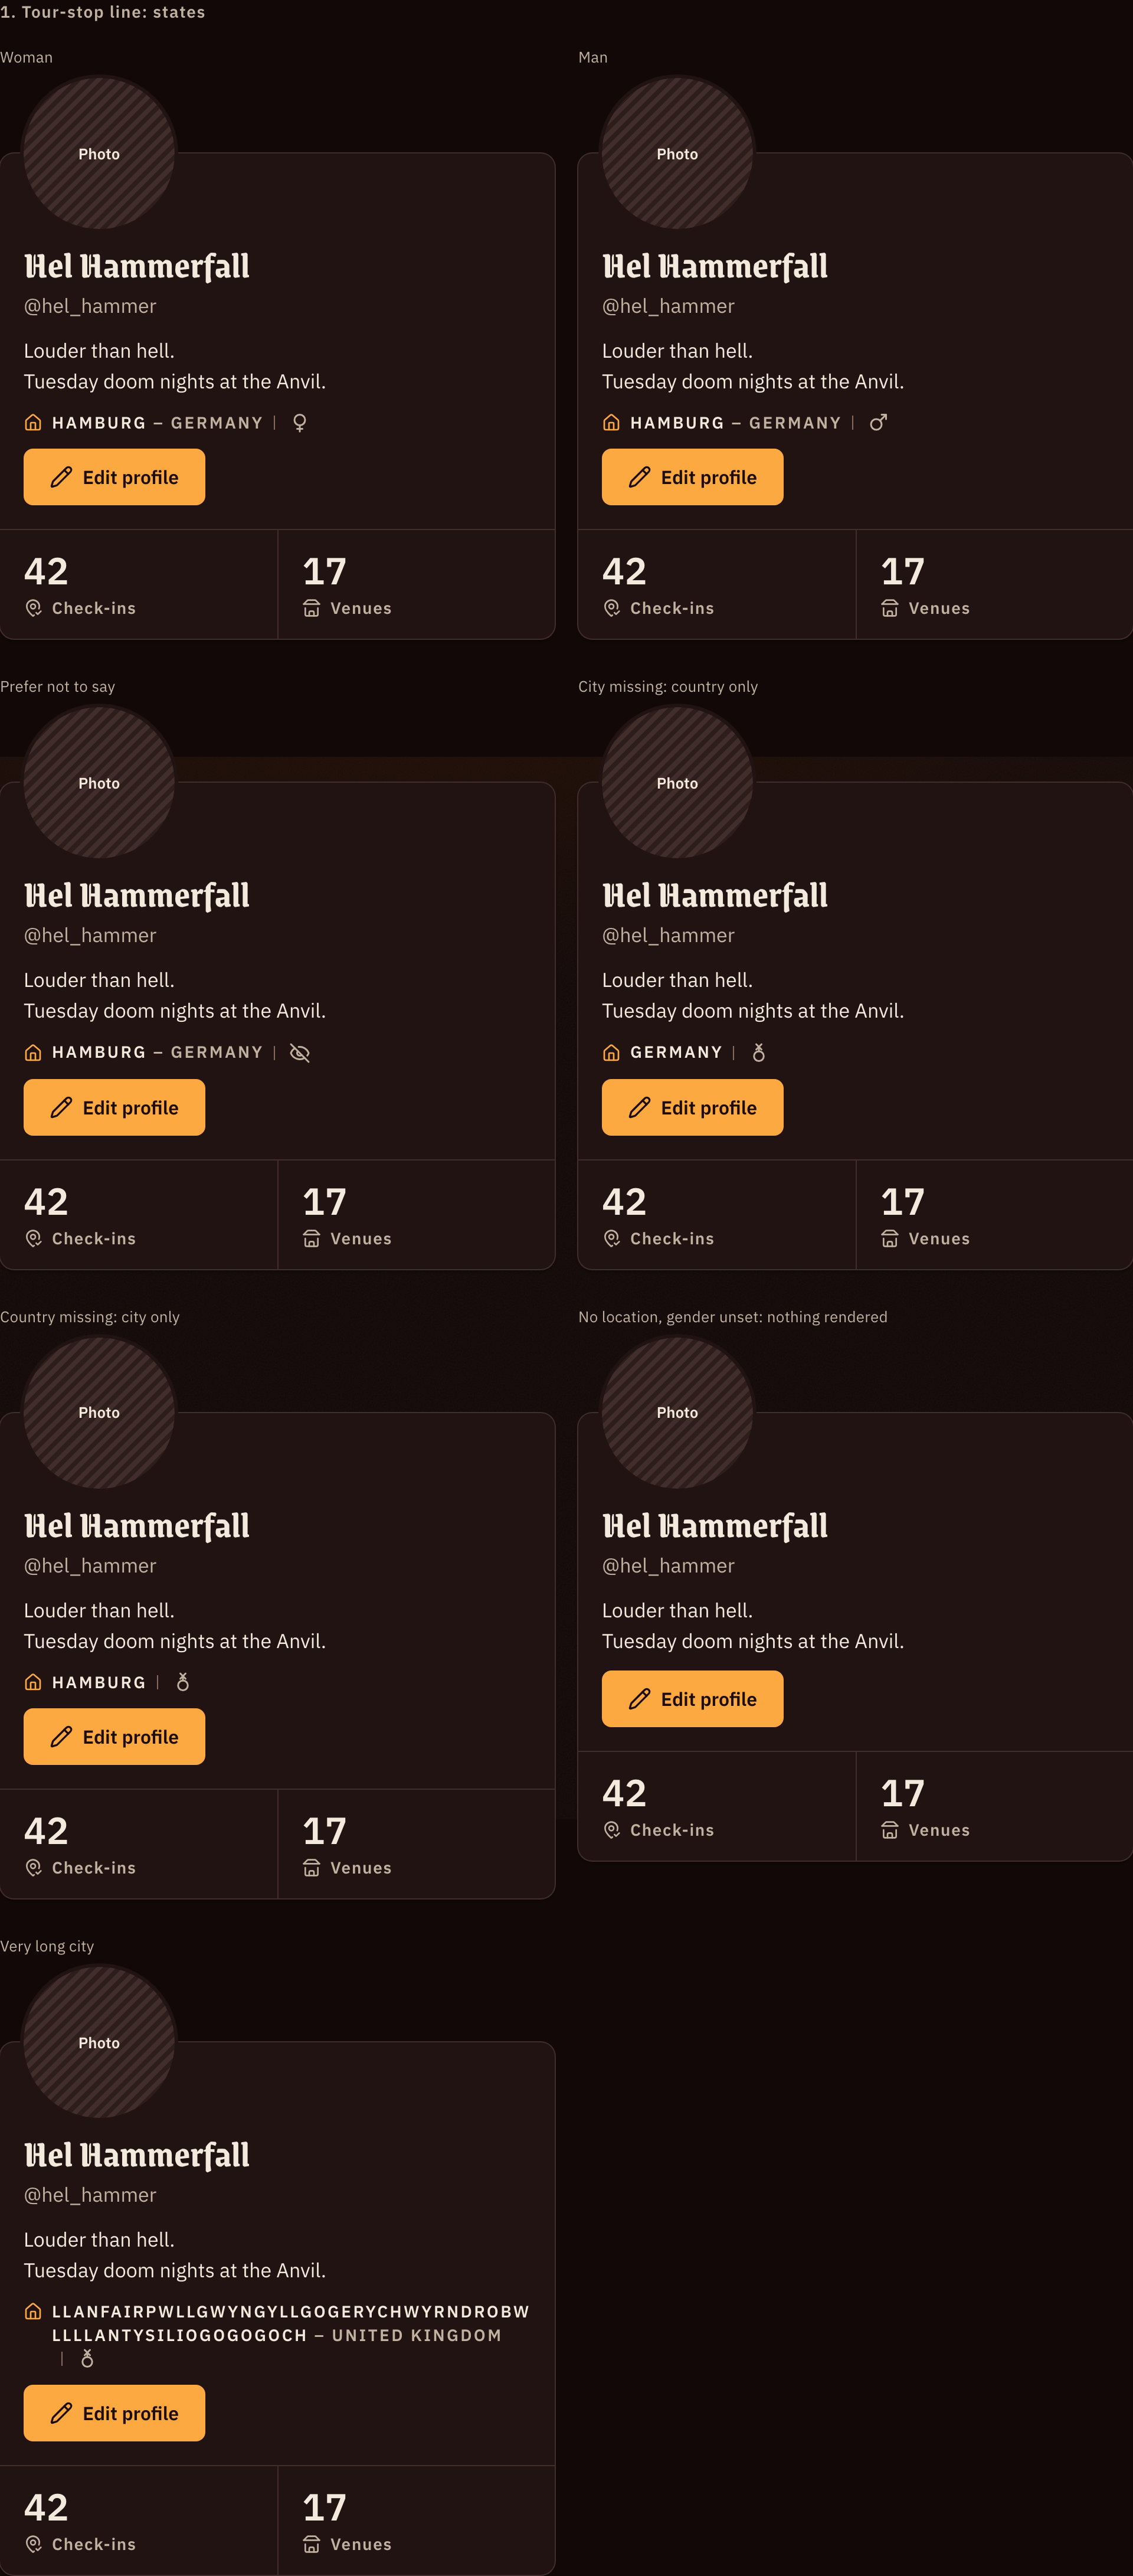 1. Tour-stop line: states
Woman
Photo
Hel Hammerfall
@hel_hammer
Louder than hell.
Tuesday doom nights at the Anvil.
HAMBURG – GERMANY |
Edit profile
42
Check-ins
17
Venues
Man
Photo
Hel Hammerfall
@hel_hammer
Louder than hell.
Tuesday doom nights at the Anvil.
HAMBURG – GERMANY |
Edit profile
42
Check-ins
17
Venues
Prefer not to say
Photo
Hel Hammerfall
@hel_hammer
Louder than hell.
Tuesday doom nights at the Anvil.
HAMBURG – GERMANY |
Edit profile
42
Check-ins
17
Venues
City missing: country only
Photo
Hel Hammerfall
@hel_hammer
Louder than hell.
Tuesday doom nights at the Anvil.
GERMANY |
Edit profile
42
Check-ins
17
Venues
Country missing: city only
Photo
Hel Hammerfall
@hel_hammer
Louder than hell.
Tuesday doom nights at the Anvil.
HAMBURG |
Edit profile
42
Check-ins
17
Venues
No location, gender unset: nothing rendered
Photo
Hel Hammerfall
@hel_hammer
Louder than hell.
Tuesday doom nights at the Anvil.
Edit profile
42
Check-ins
17
Venues
Very long city
Photo
Hel Hammerfall
@hel_hammer
Louder than hell.
Tuesday doom nights at the Anvil.
LLANFAIRPWLLGWYNGYLLGOGERYCHWYRNDROBW
LLLLANTYSILIOGOGOGOCH – UNITED KINGDOM
|
Edit profile
42
Check-ins
17
Venues